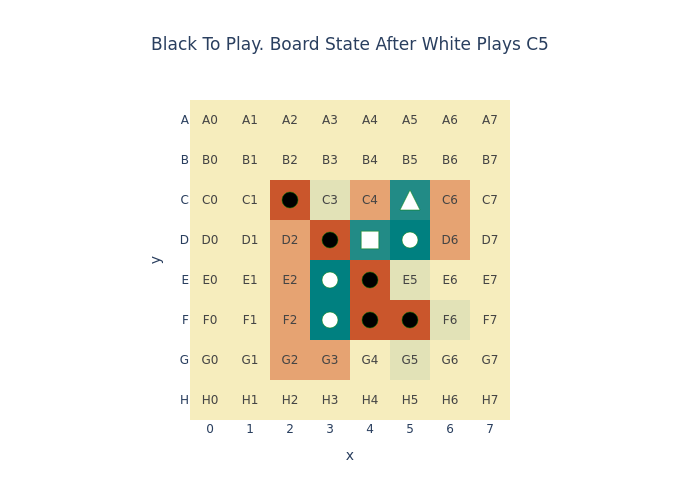 Black To Play. Board State After White Plays C5
A A0 A1 A2 A3 A4 A5 A6 A7
B B0 B1 B2 B3 B4 B5 B6 B7
C C0 C1 C3 C4 C6 C7
D D0 D1 D2 D6 D7
y
E E0 E1 E2 E5 E6 E7
F F0 F1 F2 F6 F7
G G0 G1 G2 G3 G4 G5 G6 G7
H H0 H1 H2 H3 H4 H5 H6 H7
0 1 2 3 4 5 6 7
x